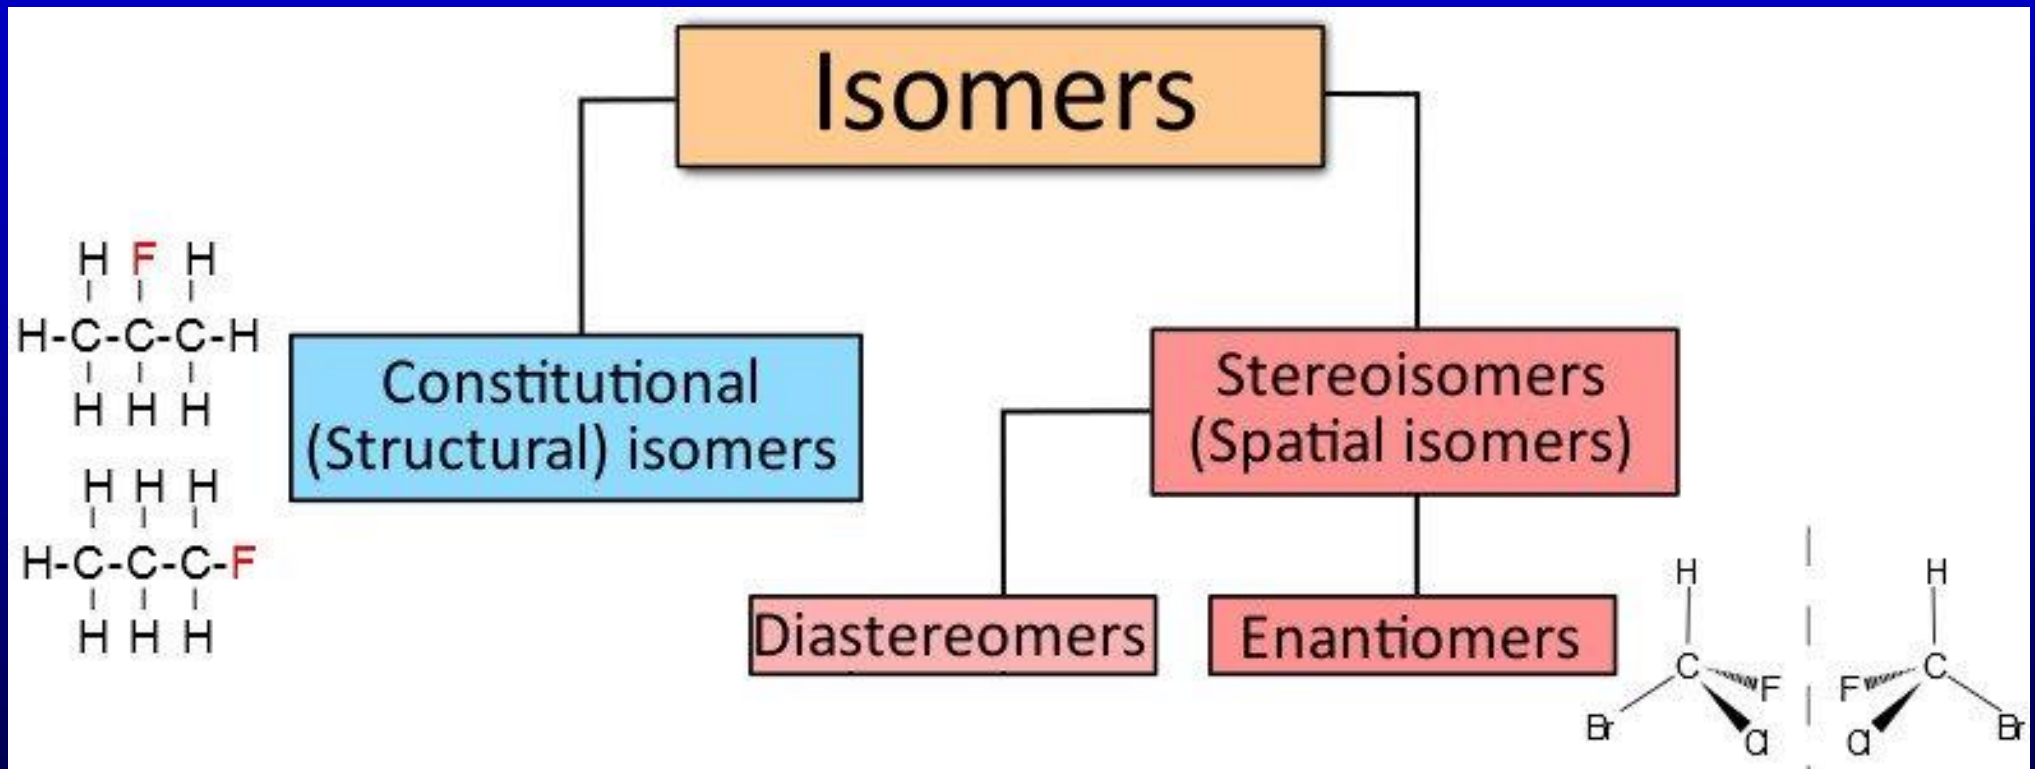 Isomers
H F H
H-C-C-C-H
H H H
Constitutional
(Structural) isomers
Stereoisomers
(Spatial isomers)
H H H
H-C-C-C-F
H H H
Diastereomers
Enantiomers
H
C
F
Br
Cl
H
C
F
Br
Cl